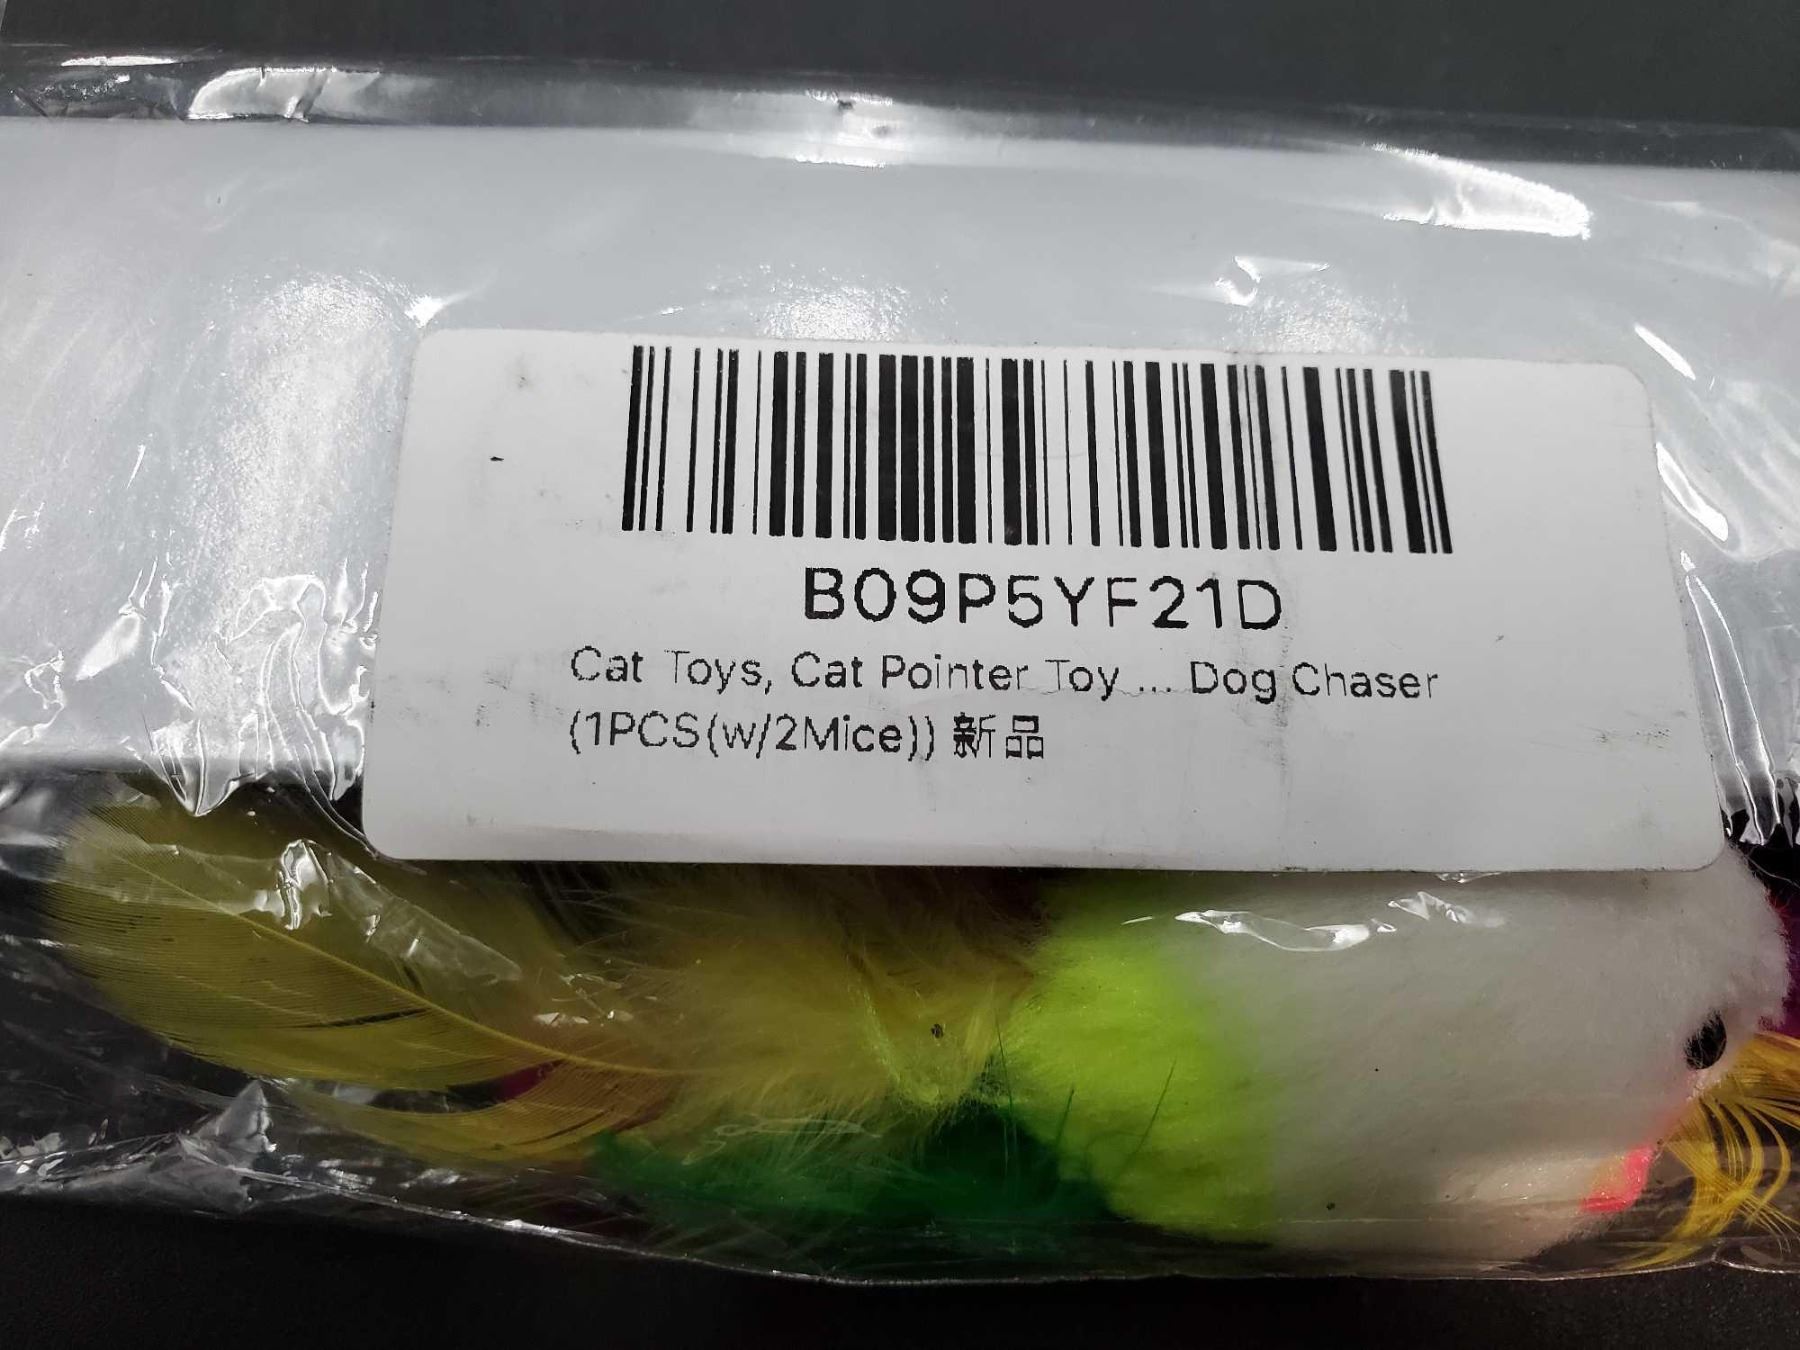 B09P5YF21D
Cat Toys, Cat Pointer Toy ... Dog Chaser
(1PCS(w/2Mice)) 新品